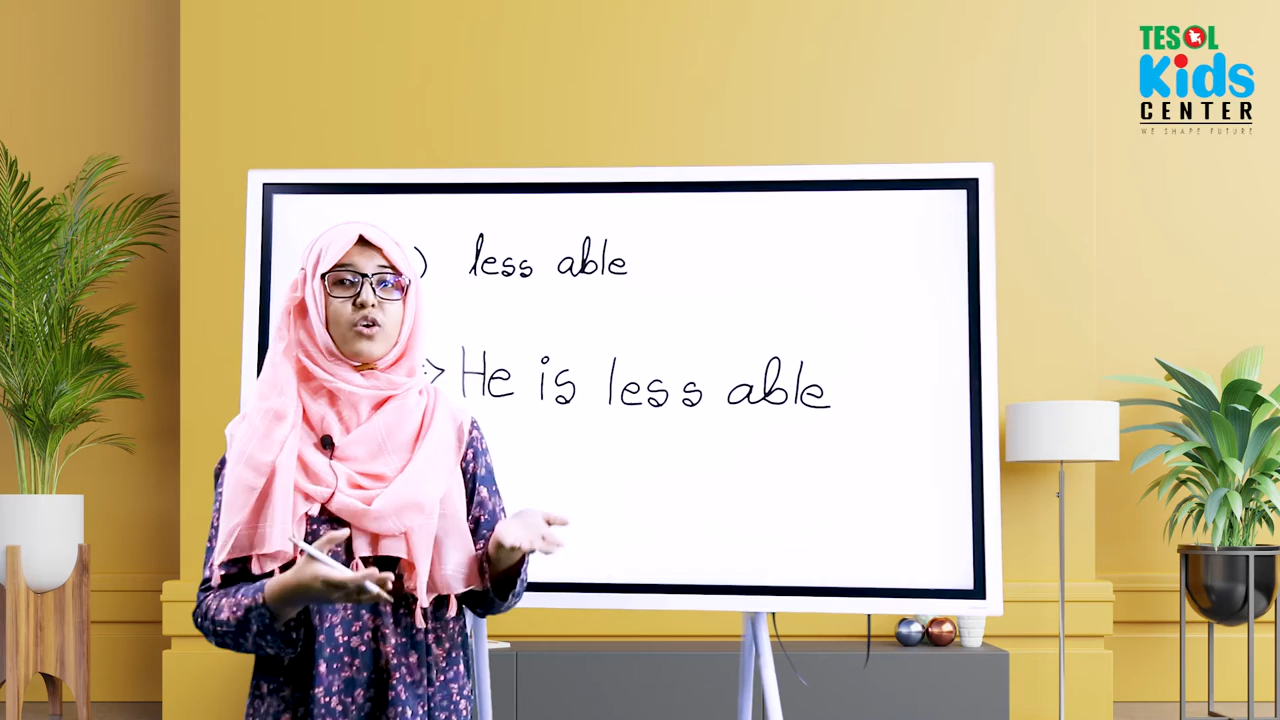 TESOL
Kids
CENTER
WE SHAPE FUTURE
) less able
:> He is less able